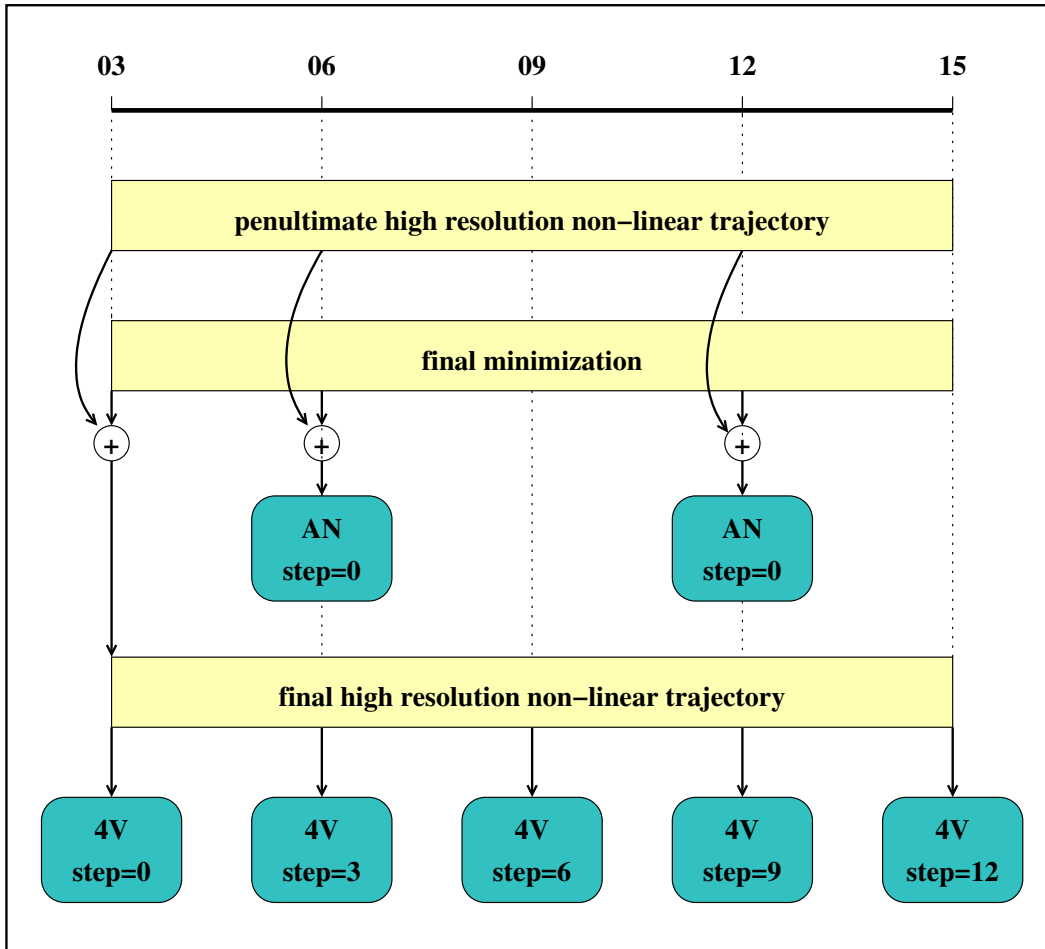 03 06 09 12 15
penultimate high resolution non−linear trajectory
final minimization
+ + +
AN AN
step=0 step=0
final high resolution non−linear trajectory
4V 4V 4V 4V 4V
step=0 step=3 step=6 step=9 step=12